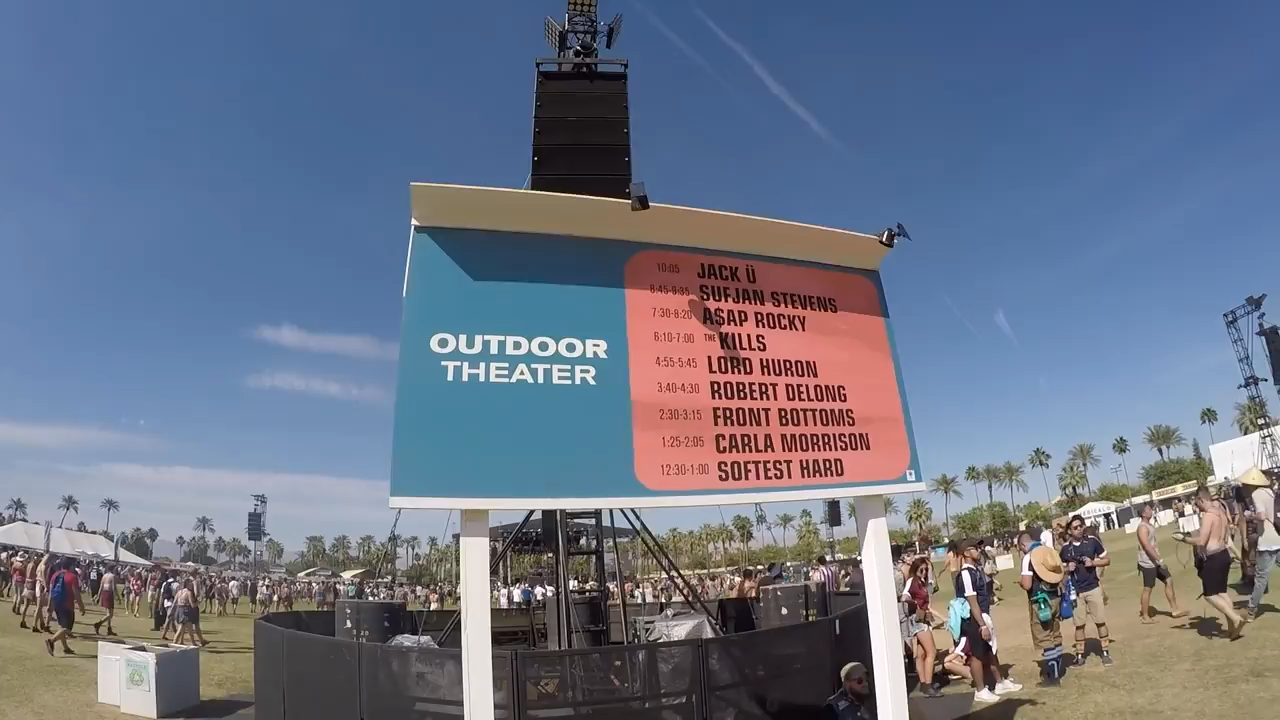 OUTDOOR
THEATER
10:05 JACK Ü
8:45-9:35 SUFJAN STEVENS
7:30-8:20 A$AP ROCKY
6:10-7:00 THE KILLS
4:55-5:45 LORD HURON
3:40-4:30 ROBERT DELONG
2:30-3:15 FRONT BOTTOMS
1:25-2:05 CARLA MORRISON
12:30-1:00 SOFTEST HARD
RECYCLE